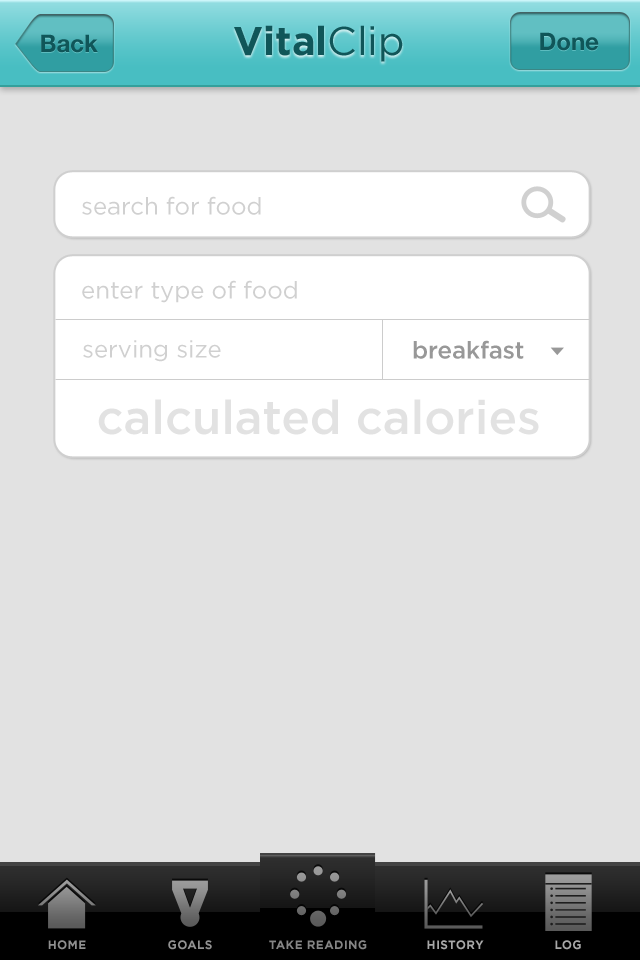 Back
VitalClip
Done
search for food
enter type of food
serving size
breakfast
calculated calories
HOME
GOALS
TAKE READING
HISTORY
LOG